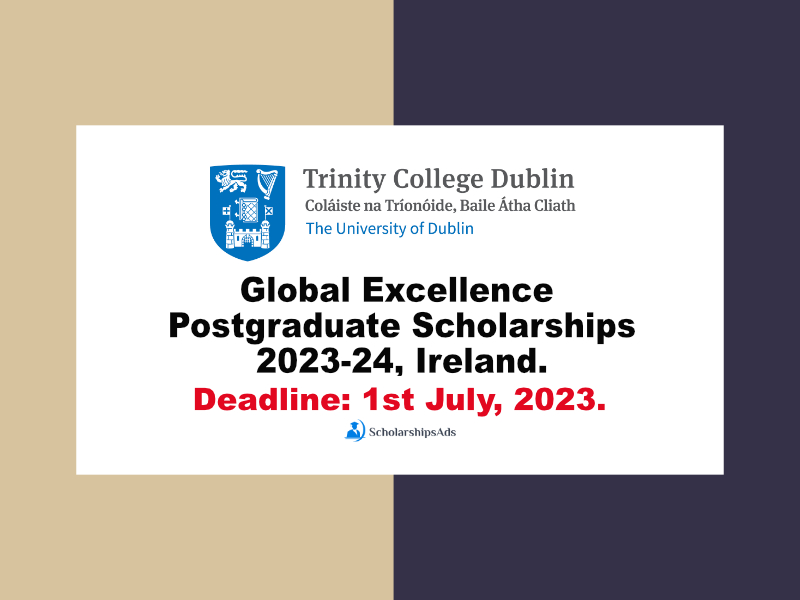 Trinity College Dublin
Coláiste na Tríonóide, Baile Átha Cliath
The University of Dublin
Global Excellence
Postgraduate Scholarships
2023-24, Ireland.
Deadline: 1st July, 2023.
ScholarshipsAds